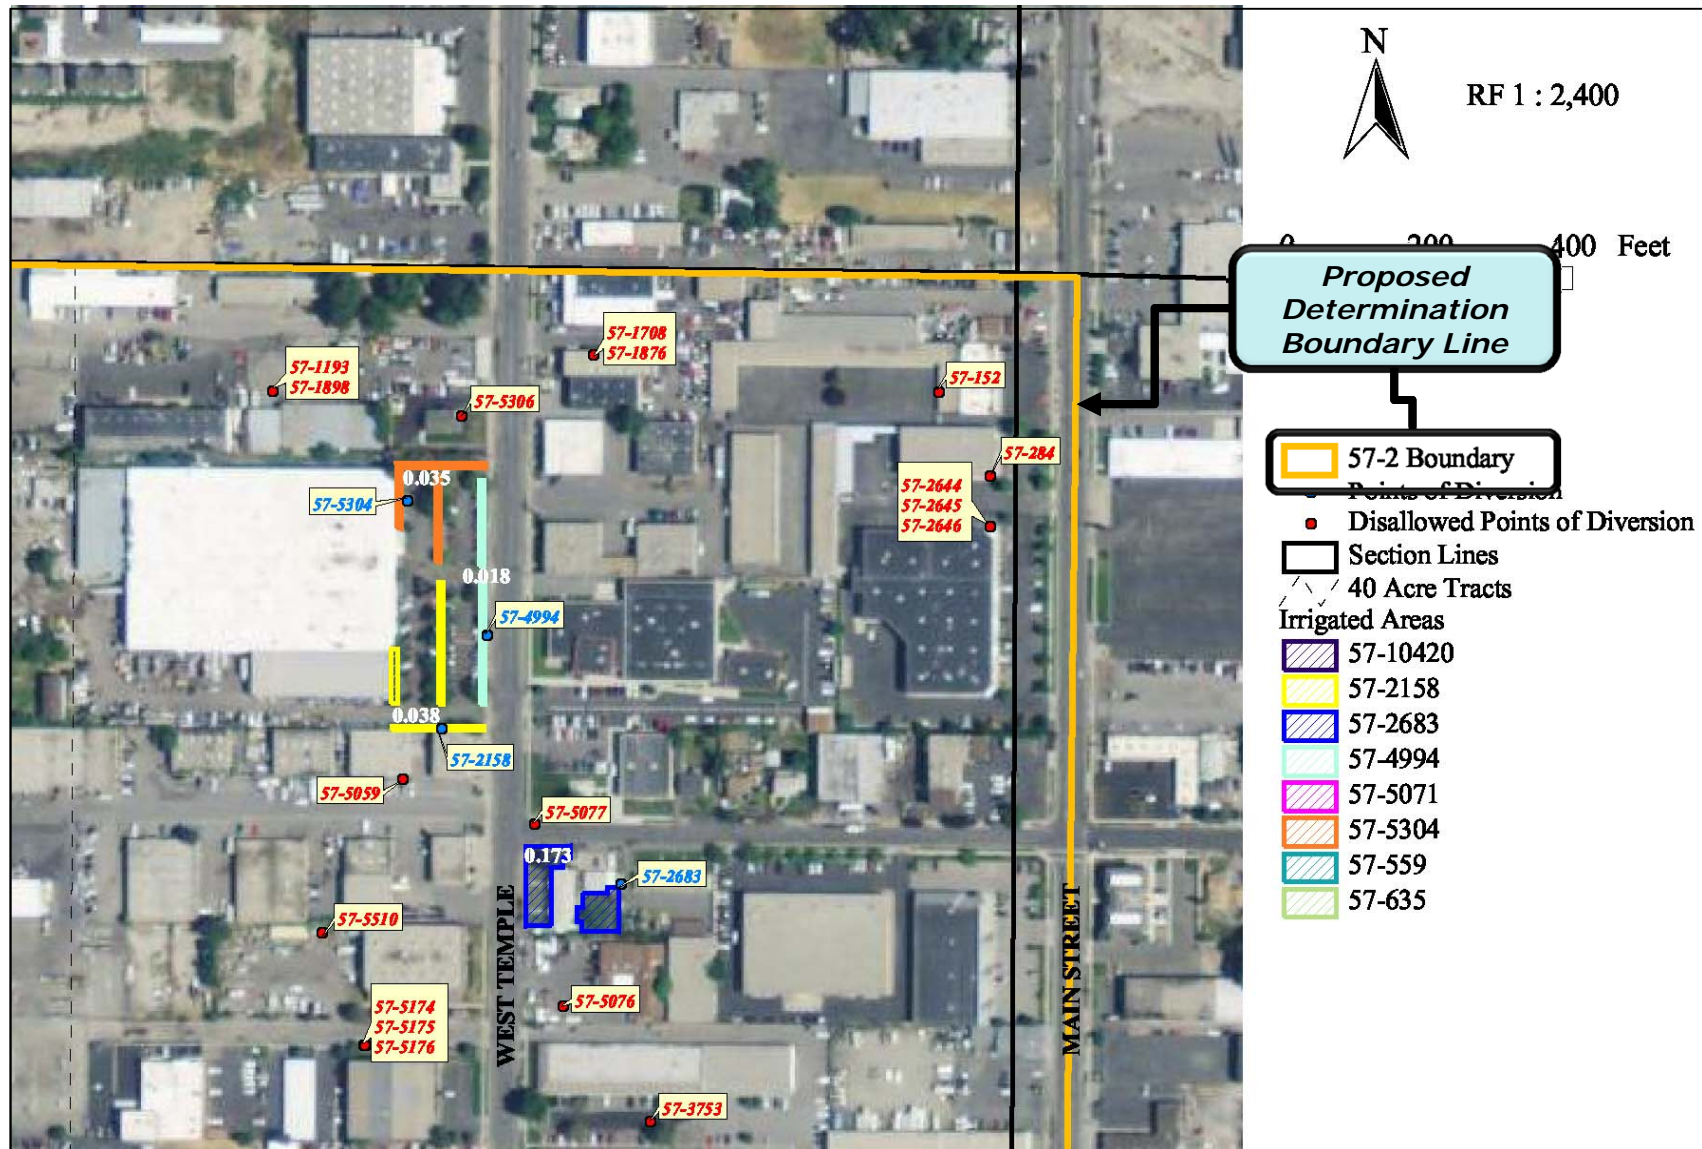 N
RF 1 : 2,400
400 Feet
Proposed
Determination
Boundary Line
57-2 Boundary
Points of Diversion
Disallowed Points of Diversion
Section Lines
40 Acre Tracts
Irrigated Areas
57-10420
57-2158
57-2683
57-4994
57-5071
57-5304
57-559
57-635
57-1708
57-1876
57-1193
57-1898
57-152
57-5306
57-284
0.035
57-5304
57-2644
57-2645
57-2646
0.018
57-4994
0.038
57-2158
57-5059
57-5077
0.173
57-2683
57-5510
WEST TEMPLE
MAIN STREET
57-5174
57-5175
57-5176
57-5076
57-3753